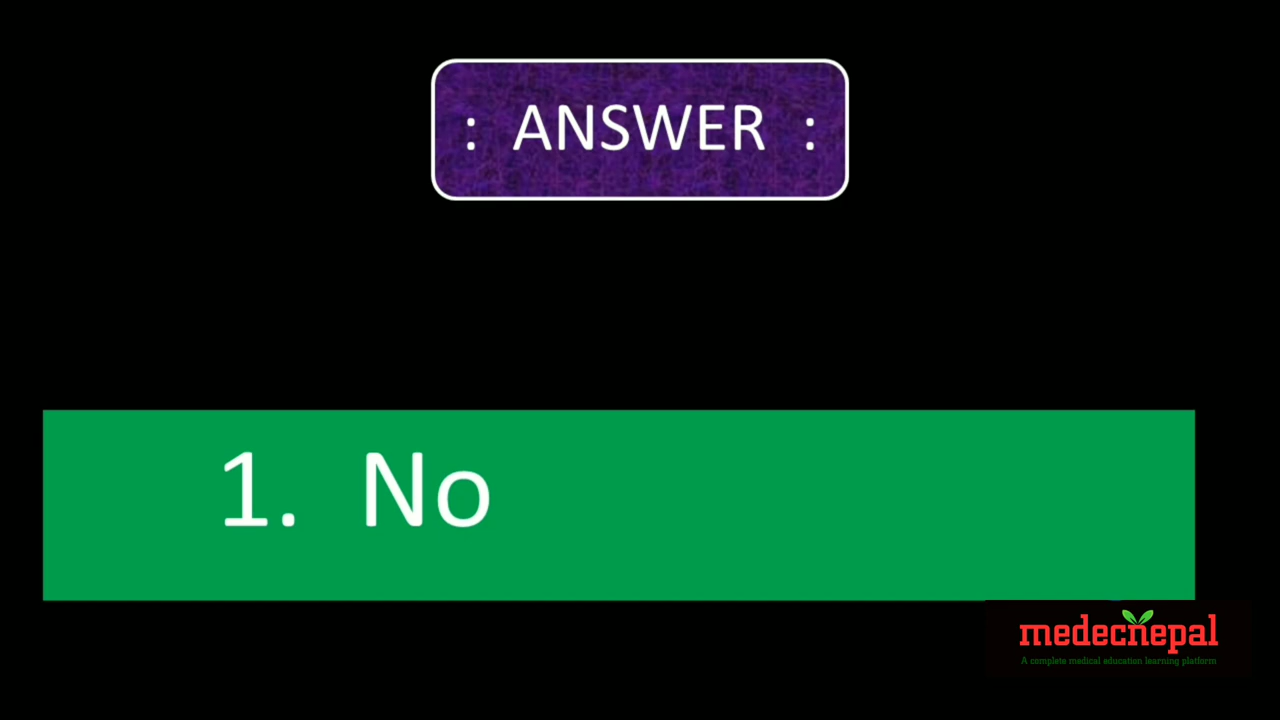 : ANSWER :
1. No
medecnepal
A complete medical education learning platform